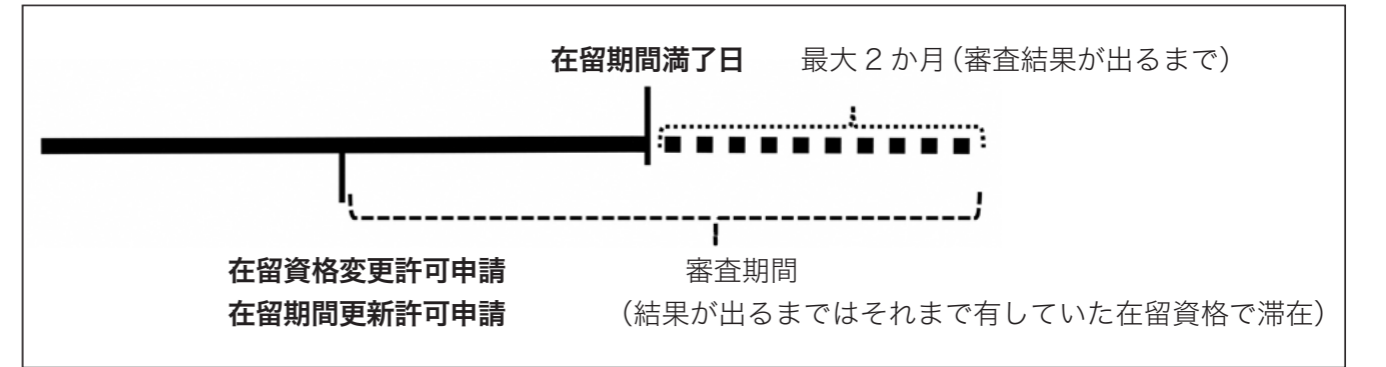 在留期間満了日 最大2か月(審査結果が出るまで)
在留資格変更許可申請 審査期間
在留期間更新許可申請 (結果が出るまではそれまで有していた在留資格で滞在)